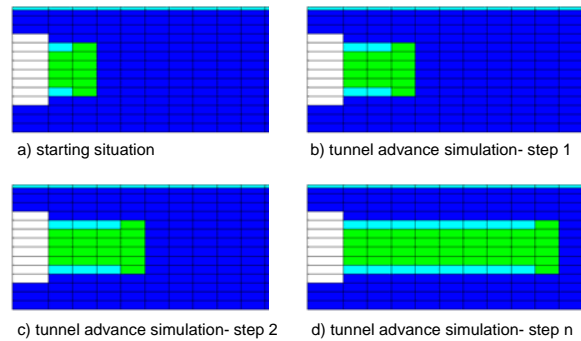 a) starting situation
b) tunnel advance simulation- step 1
c) tunnel advance simulation- step 2
d) tunnel advance simulation- step n